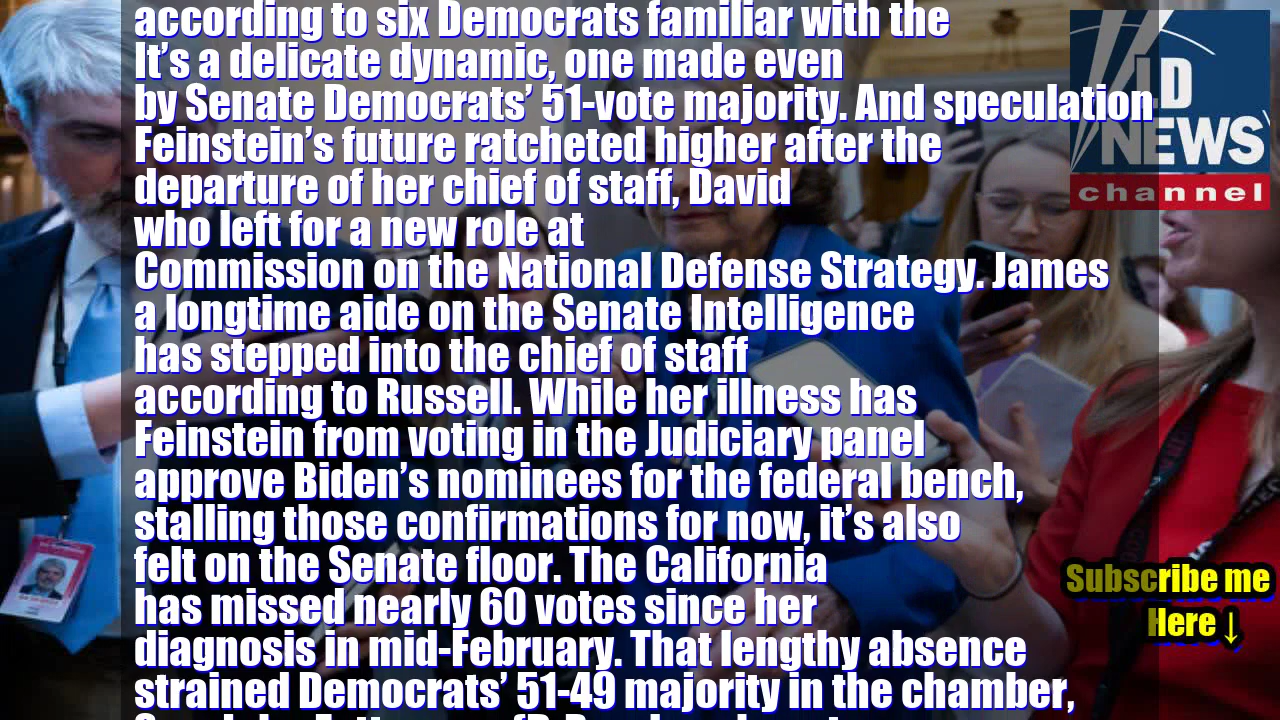 according to six Democrats familiar with the
It’s a delicate dynamic, one made even
by Senate Democrats’ 51-vote majority. And speculation
Feinstein’s future ratcheted higher after the
departure of her chief of staff, David
who left for a new role at
Commission on the National Defense Strategy. James
a longtime aide on the Senate Intelligence
has stepped into the chief of staff
according to Russell. While her illness has
Feinstein from voting in the Judiciary panel
approve Biden’s nominees for the federal bench,
stalling those confirmations for now, it’s also
felt on the Senate floor. The California
has missed nearly 60 votes since her
diagnosis in mid-February. That lengthy absence
strained Democrats’ 51-49 majority in the chamber,
LD
NEWS
channel
Subscribe me
Here ↓